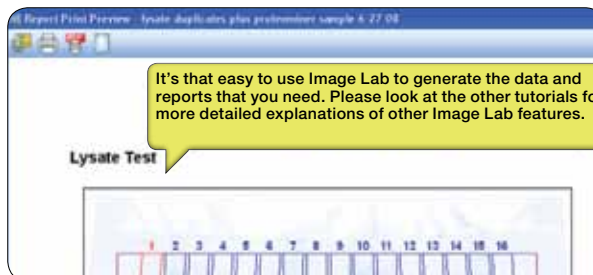 Report Print Preview - lysate duplicates plus proteominer sample 6-27-08
It's that easy to use Image Lab to generate the data and
reports that you need. Please look at the other tutorials fo
more detailed explanations of other Image Lab features.
Lysate Test
1 2 3 4 5 6 7 8 9 10 11 12 13 14 15 16